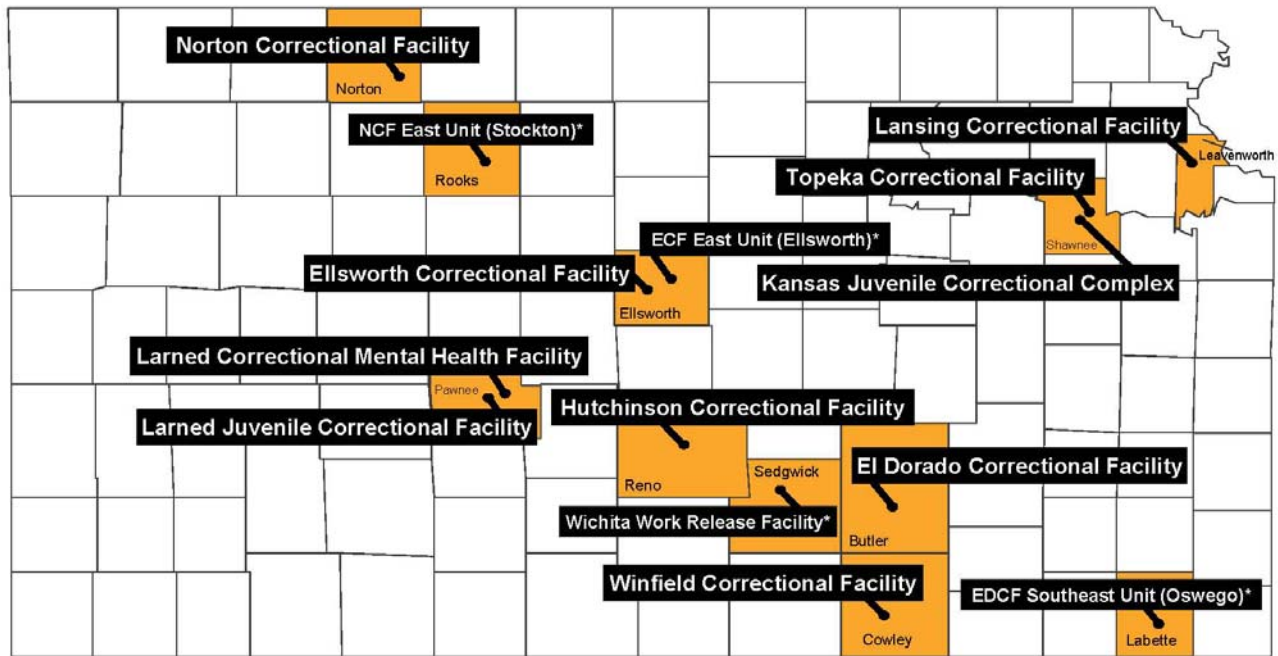 Norton Correctional Facility
Norton
NCF East Unit (Stockton)*
Rooks
Lansing Correctional Facility
Leavenworth
Topeka Correctional Facility
Shawnee
Kansas Juvenile Correctional Complex
ECF East Unit (Ellsworth)*
Ellsworth Correctional Facility
Ellsworth
Larned Correctional Mental Health Facility
Pawnee
Larned Juvenile Correctional Facility
Hutchinson Correctional Facility
Reno
Sedgwick
Wichita Work Release Facility*
El Dorado Correctional Facility
Butler
Winfield Correctional Facility
Cowley
EDCF Southeast Unit (Oswego)*
Labette